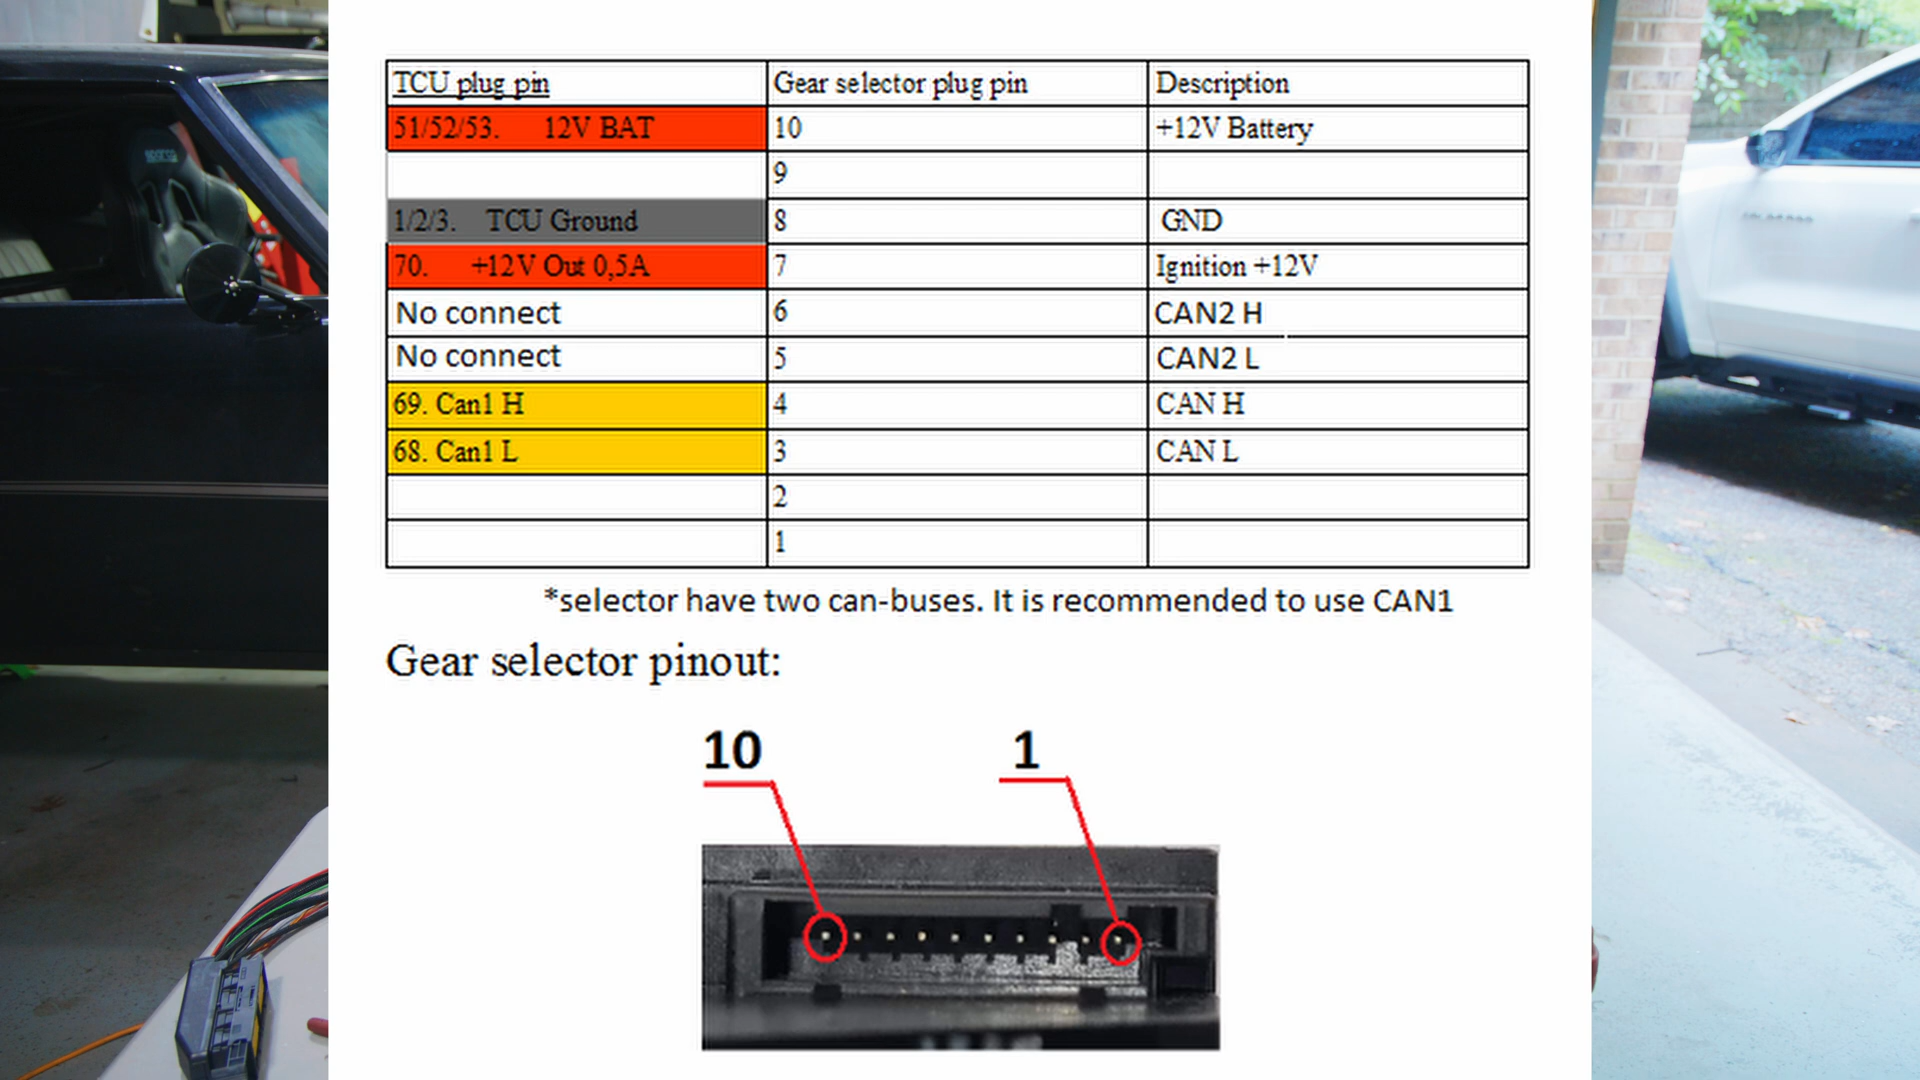 TCU plug pin Gear selector plug pin Description
51/52/53. 12V BAT 10 +12V Battery
9
1/2/3. TCU Ground 8 GND
70. +12V Out 0,5A 7 Ignition +12V
No connect 6 CAN2 H
No connect 5 CAN2 L
69. Can1 H 4 CAN H
68. Can1 L 3 CAN L
2
1
*selector have two can-buses. It is recommended to use CAN1
Gear selector pinout:
10 1